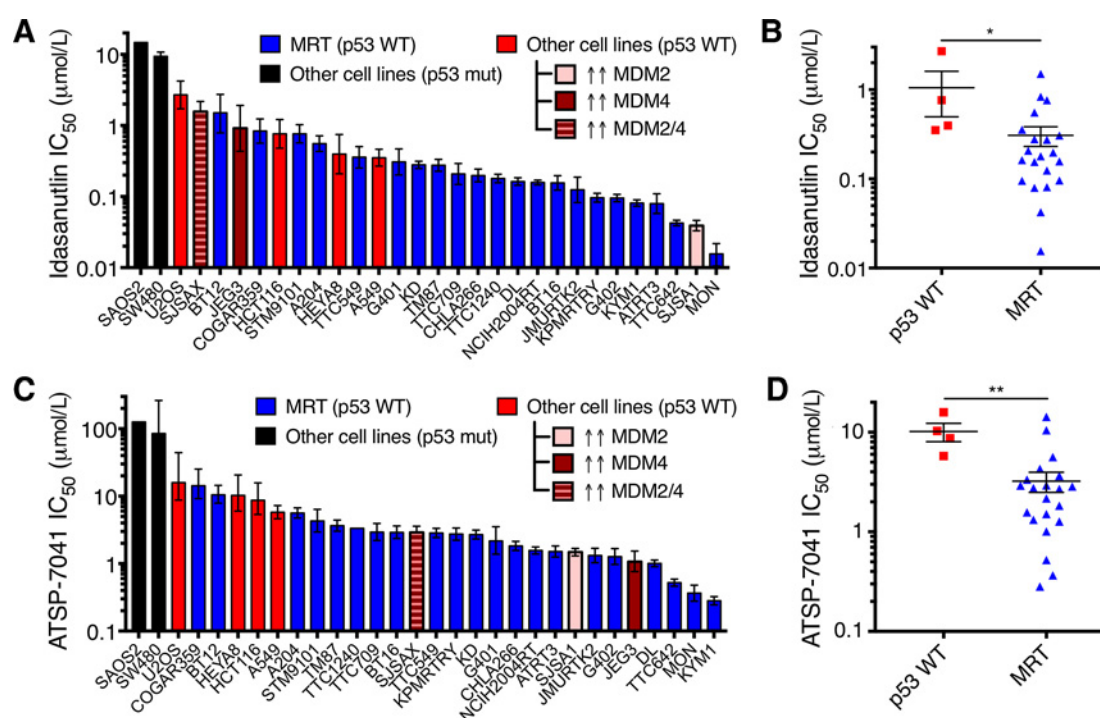 A
Idasanutlin IC50 (μmol/L)
10
1
0.1
0.01
MRT (p53 WT)
Other cell lines (p53 mut)
Other cell lines (p53 WT)
↑↑ MDM2
↑↑ MDM4
↑↑ MDM2/4
SAOS2
SW480
U2OS
SJSAX
BT12
JEG3
COGAR359
HCT116
STM9101
A204
HEYA8
TTC549
A549
G401
KD
TM87
TTC709
CHLA266
TTC1240
DL
NCIH2004RT
BT16
JMURTK2
KPMRTRY
G402
KYM1
ATRT3
TTC642
SJSA1
MON
B
Idasanutlin IC50 (μmol/L)
*
1
0.1
0.01
p53 WT
MRT
C
ATSP-7041 IC50 (μmol/L)
100
10
1
0.1
MRT (p53 WT)
Other cell lines (p53 mut)
Other cell lines (p53 WT)
↑↑ MDM2
↑↑ MDM4
↑↑ MDM2/4
SAOS2
SW480
U2OS
COGAR359
BT12
HEYA8
HCT116
A549
A204
STM9101
TM87
TTC1240
TTC709
BT16
SJSAX
TTC549
KPMRTRY
KD
G401
CHLA266
NCIH2004RT
ATRT3
SJSA1
JMURTK2
G402
JEG3
DL
TTC642
MON
KYM1
D
ATSP-7041 IC50 (μmol/L)
**
10
1
0.1
p53 WT
MRT